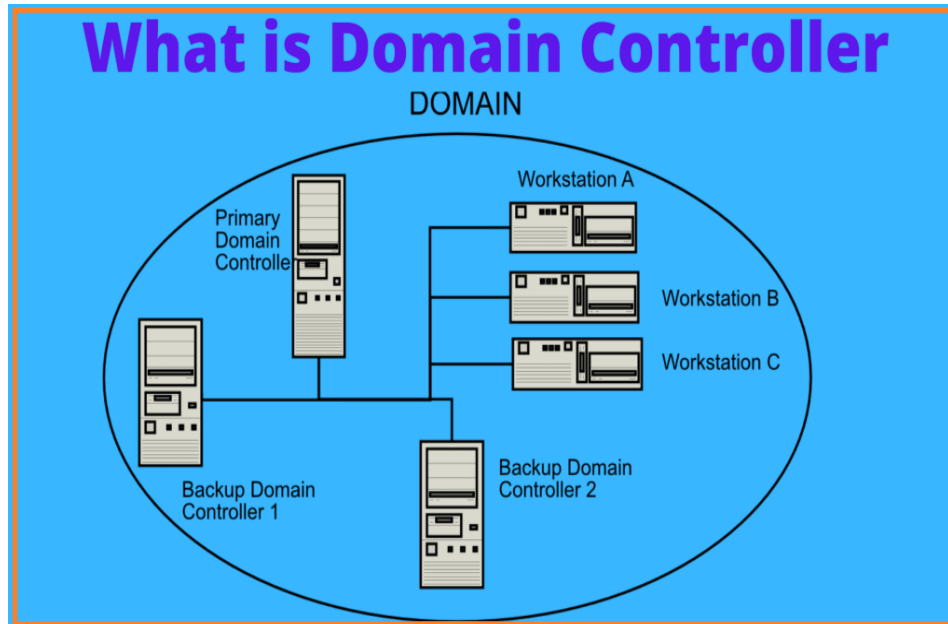 What is Domain Controller
DOMAIN
Workstation A
Primary
Domain
Controlle
Workstation B
Workstation C
Backup Domain
Controller 2
Backup Domain
Controller 1